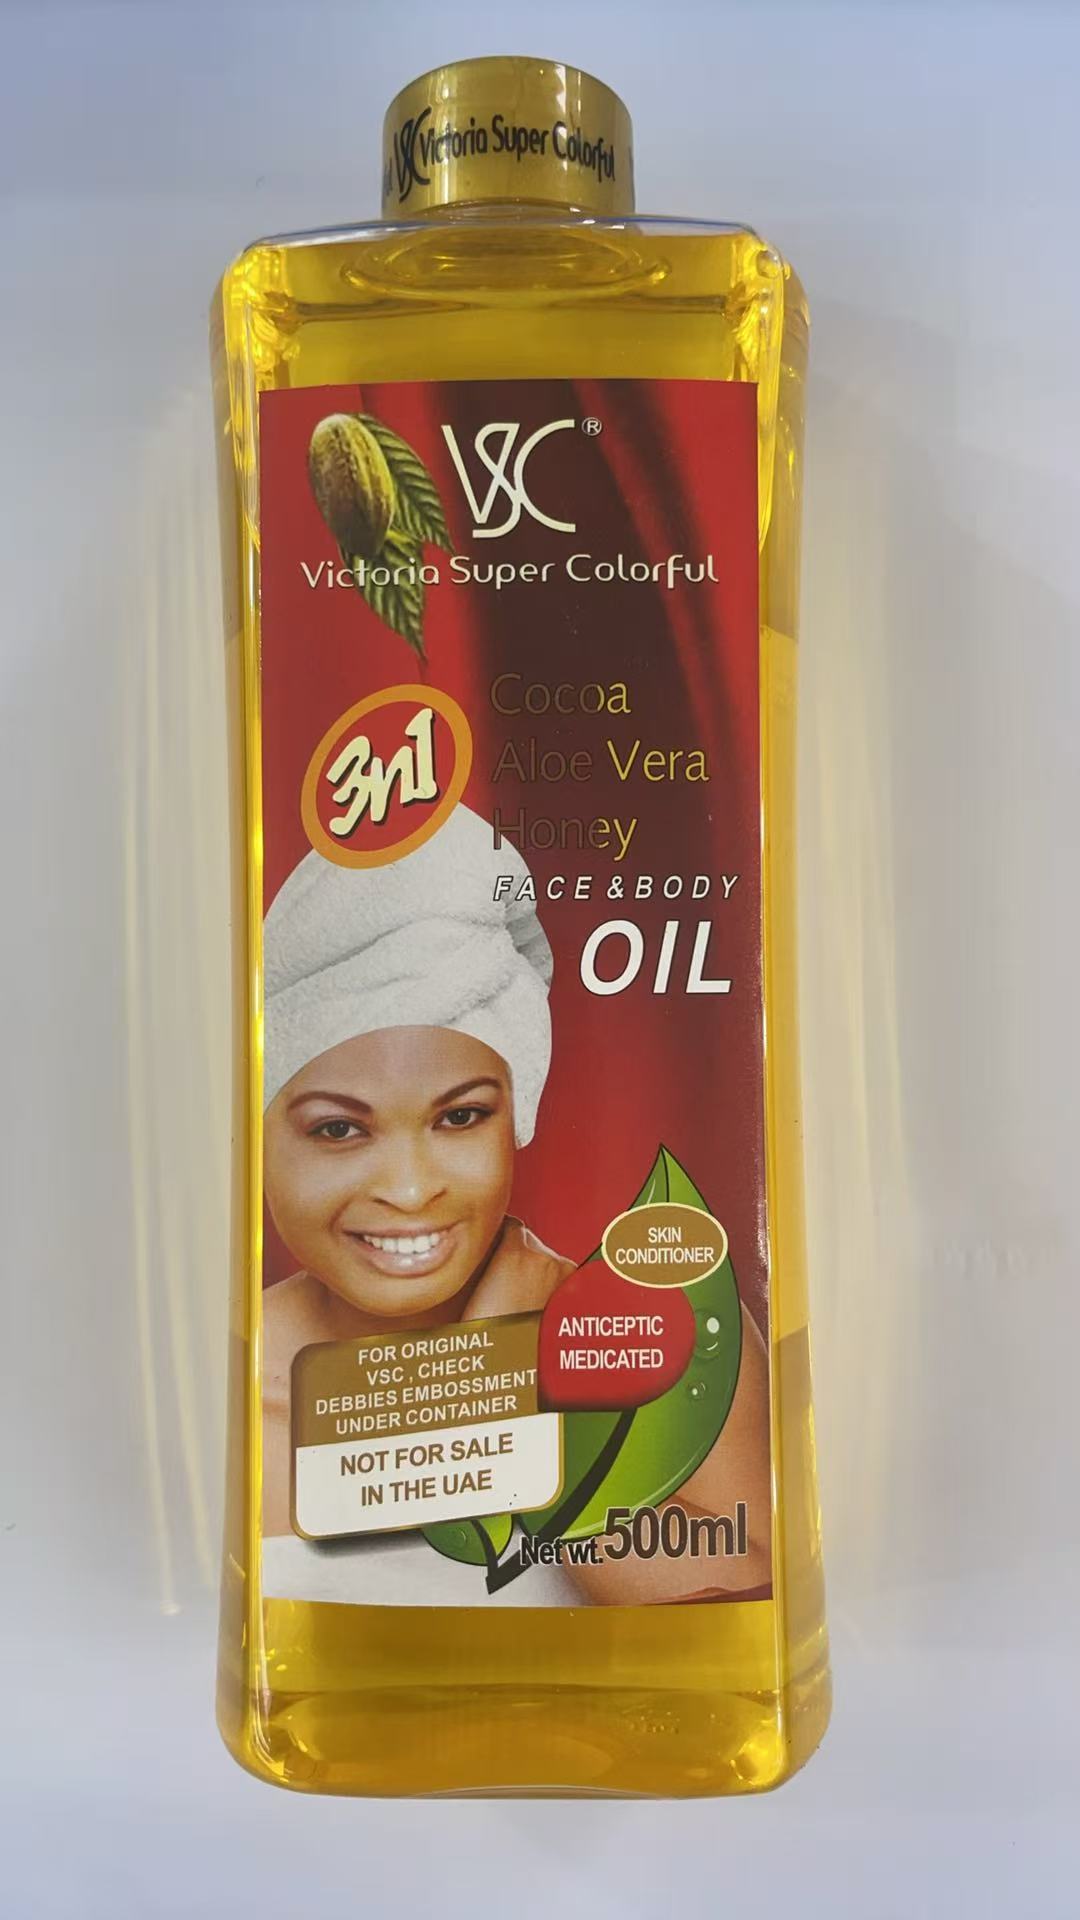 VSC Victoria Super Colorful
VSC®
Victoria Super Colorful
3n1
Cocoa
Aloe Vera
Honey
FACE & BODY
OIL
SKIN
CONDITIONER
ANTICEPTIC
MEDICATED
FOR ORIGINAL
VSC , CHECK
DEBBIES EMBOSSMENT
UNDER CONTAINER
NOT FOR SALE
IN THE UAE
Net wt. 500ml